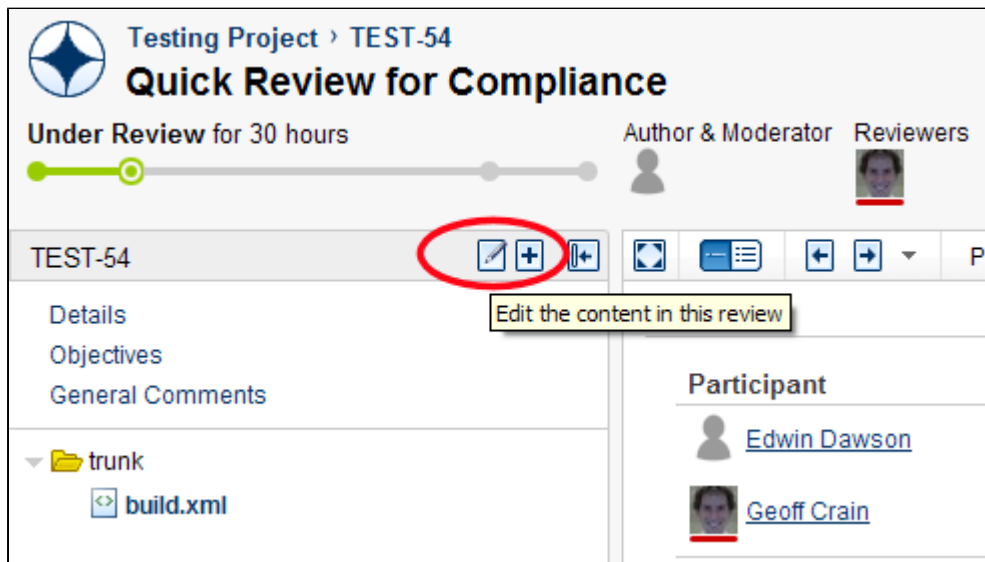 Testing Project › TEST-54
Quick Review for Compliance
Under Review for 30 hours
Author & Moderator Reviewers
TEST-54
P
Edit the content in this review
Details
Objectives
General Comments
Participant
Edwin Dawson
trunk
build.xml
Geoff Crain